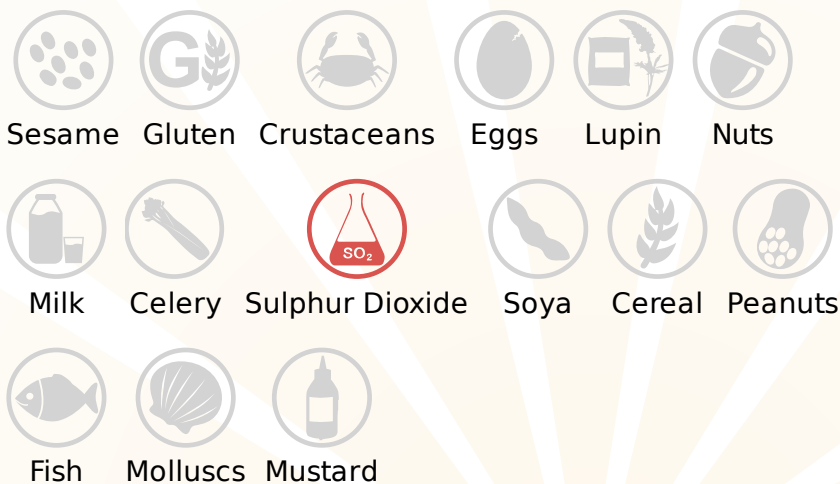 G
Sesame Gluten Crustaceans Eggs Lupin Nuts
SO₂
Milk Celery Sulphur Dioxide Soya Cereal Peanuts
Fish Molluscs Mustard